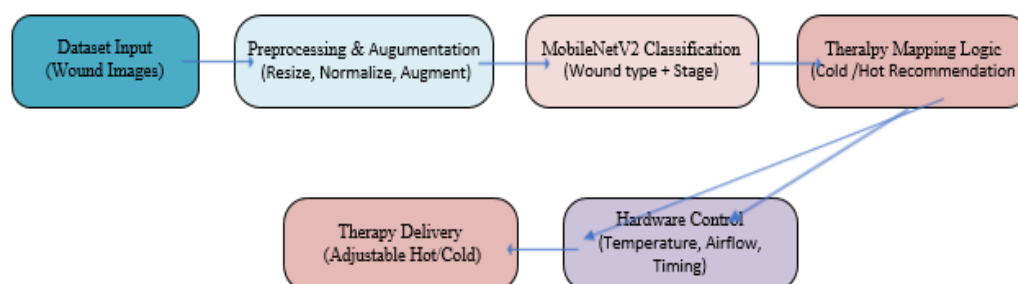 Dataset Input
(Wound Images)
Preprocessing & Augumentation
(Resize, Normalize, Augment)
MobileNetV2 Classification
(Wound type + Stage)
Theralpy Mapping Logic
(Cold /Hot Recommendation
Therapy Delivery
(Adjustable Hot/Cold)
Hardware Control
(Temperature, Airflow,
Timing)